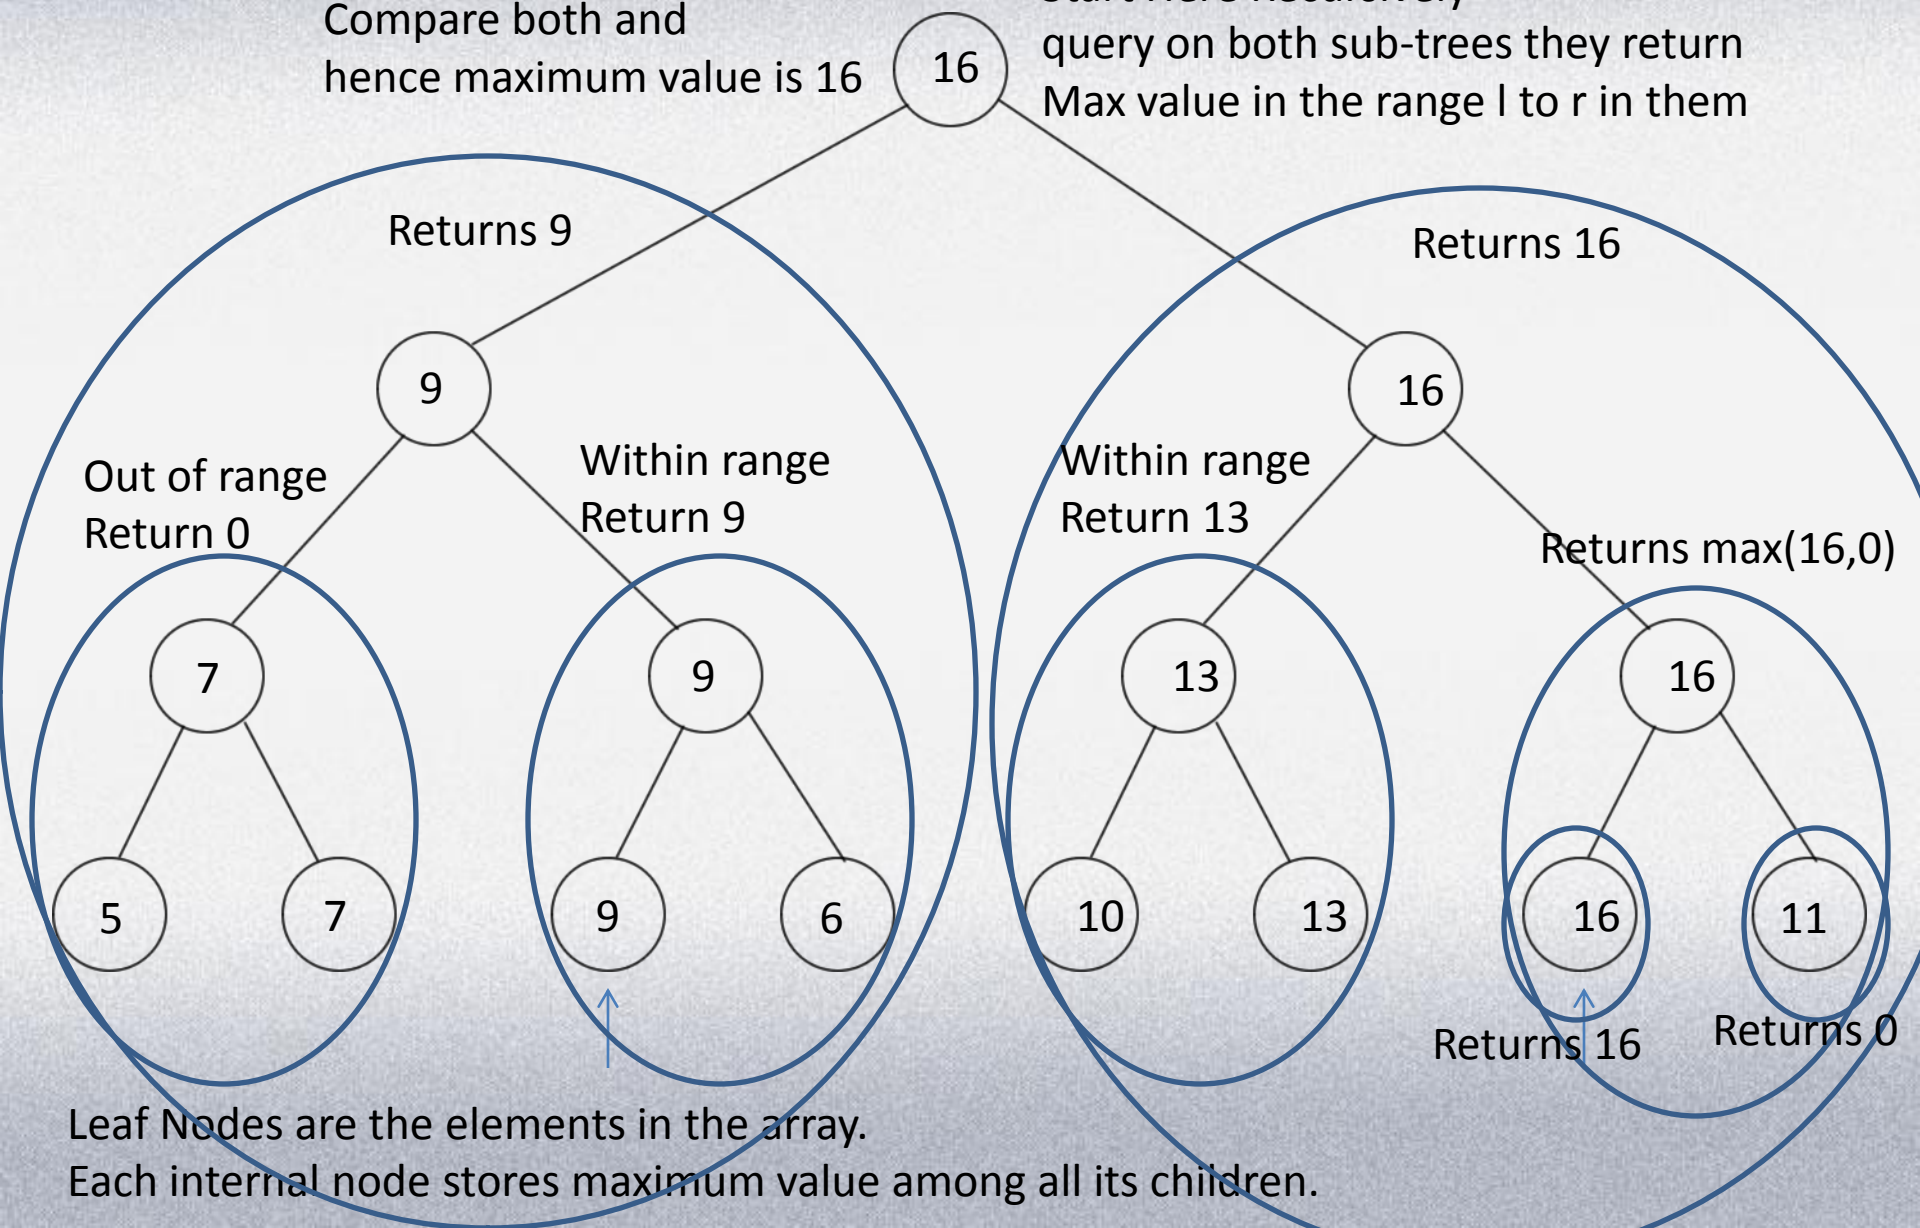 Compare both and
hence maximum value is 16
16
query on both sub-trees they return
Max value in the range l to r in them
Returns 9
Returns 16
9
16
Out of range
Return 0
Within range
Return 9
Within range
Return 13
Returns max(16,0)
7
9
13
16
5
7
9
6
10
13
16
11
Returns 16
Returns 0
Leaf Nodes are the elements in the array.
Each internal node stores maximum value among all its children.